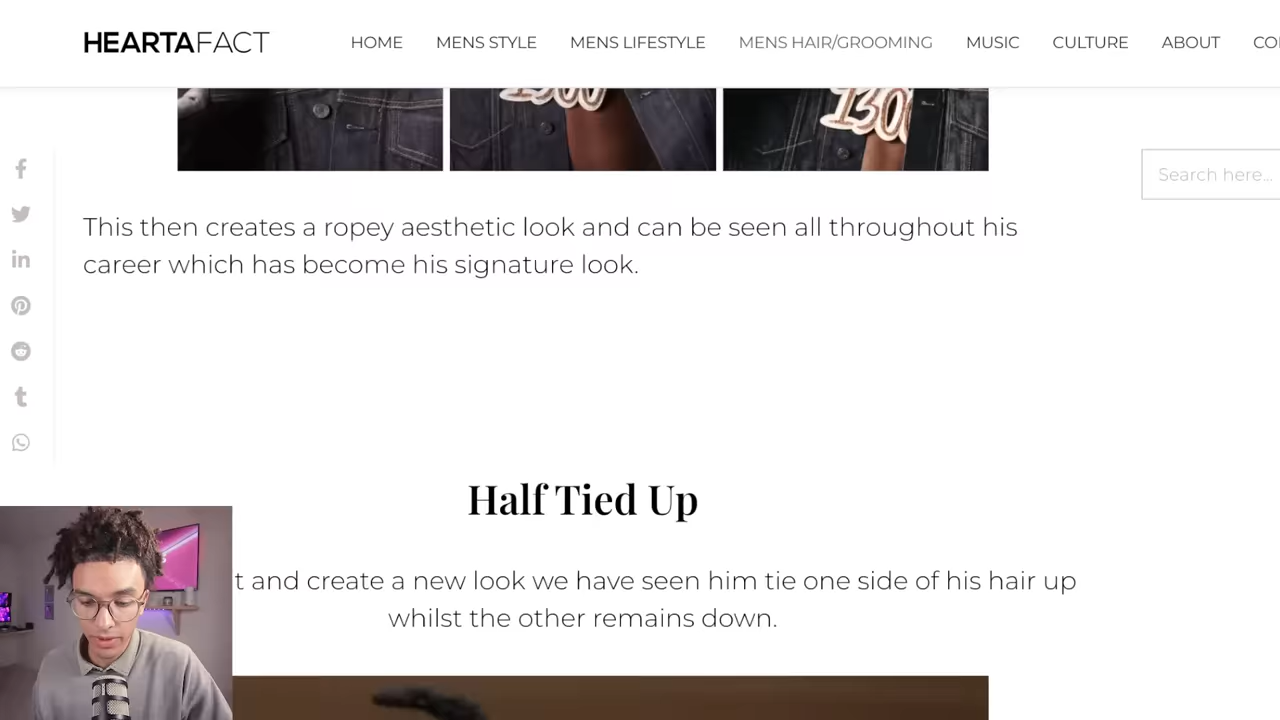 HEARTAFACT
HOME MENS STYLE MENS LIFESTYLE MENS HAIR/GROOMING MUSIC CULTURE ABOUT
Search here...
This then creates a ropey aesthetic look and can be seen all throughout his
career which has become his signature look.
Half Tied Up
and create a new look we have seen him tie one side of his hair up
whilst the other remains down.